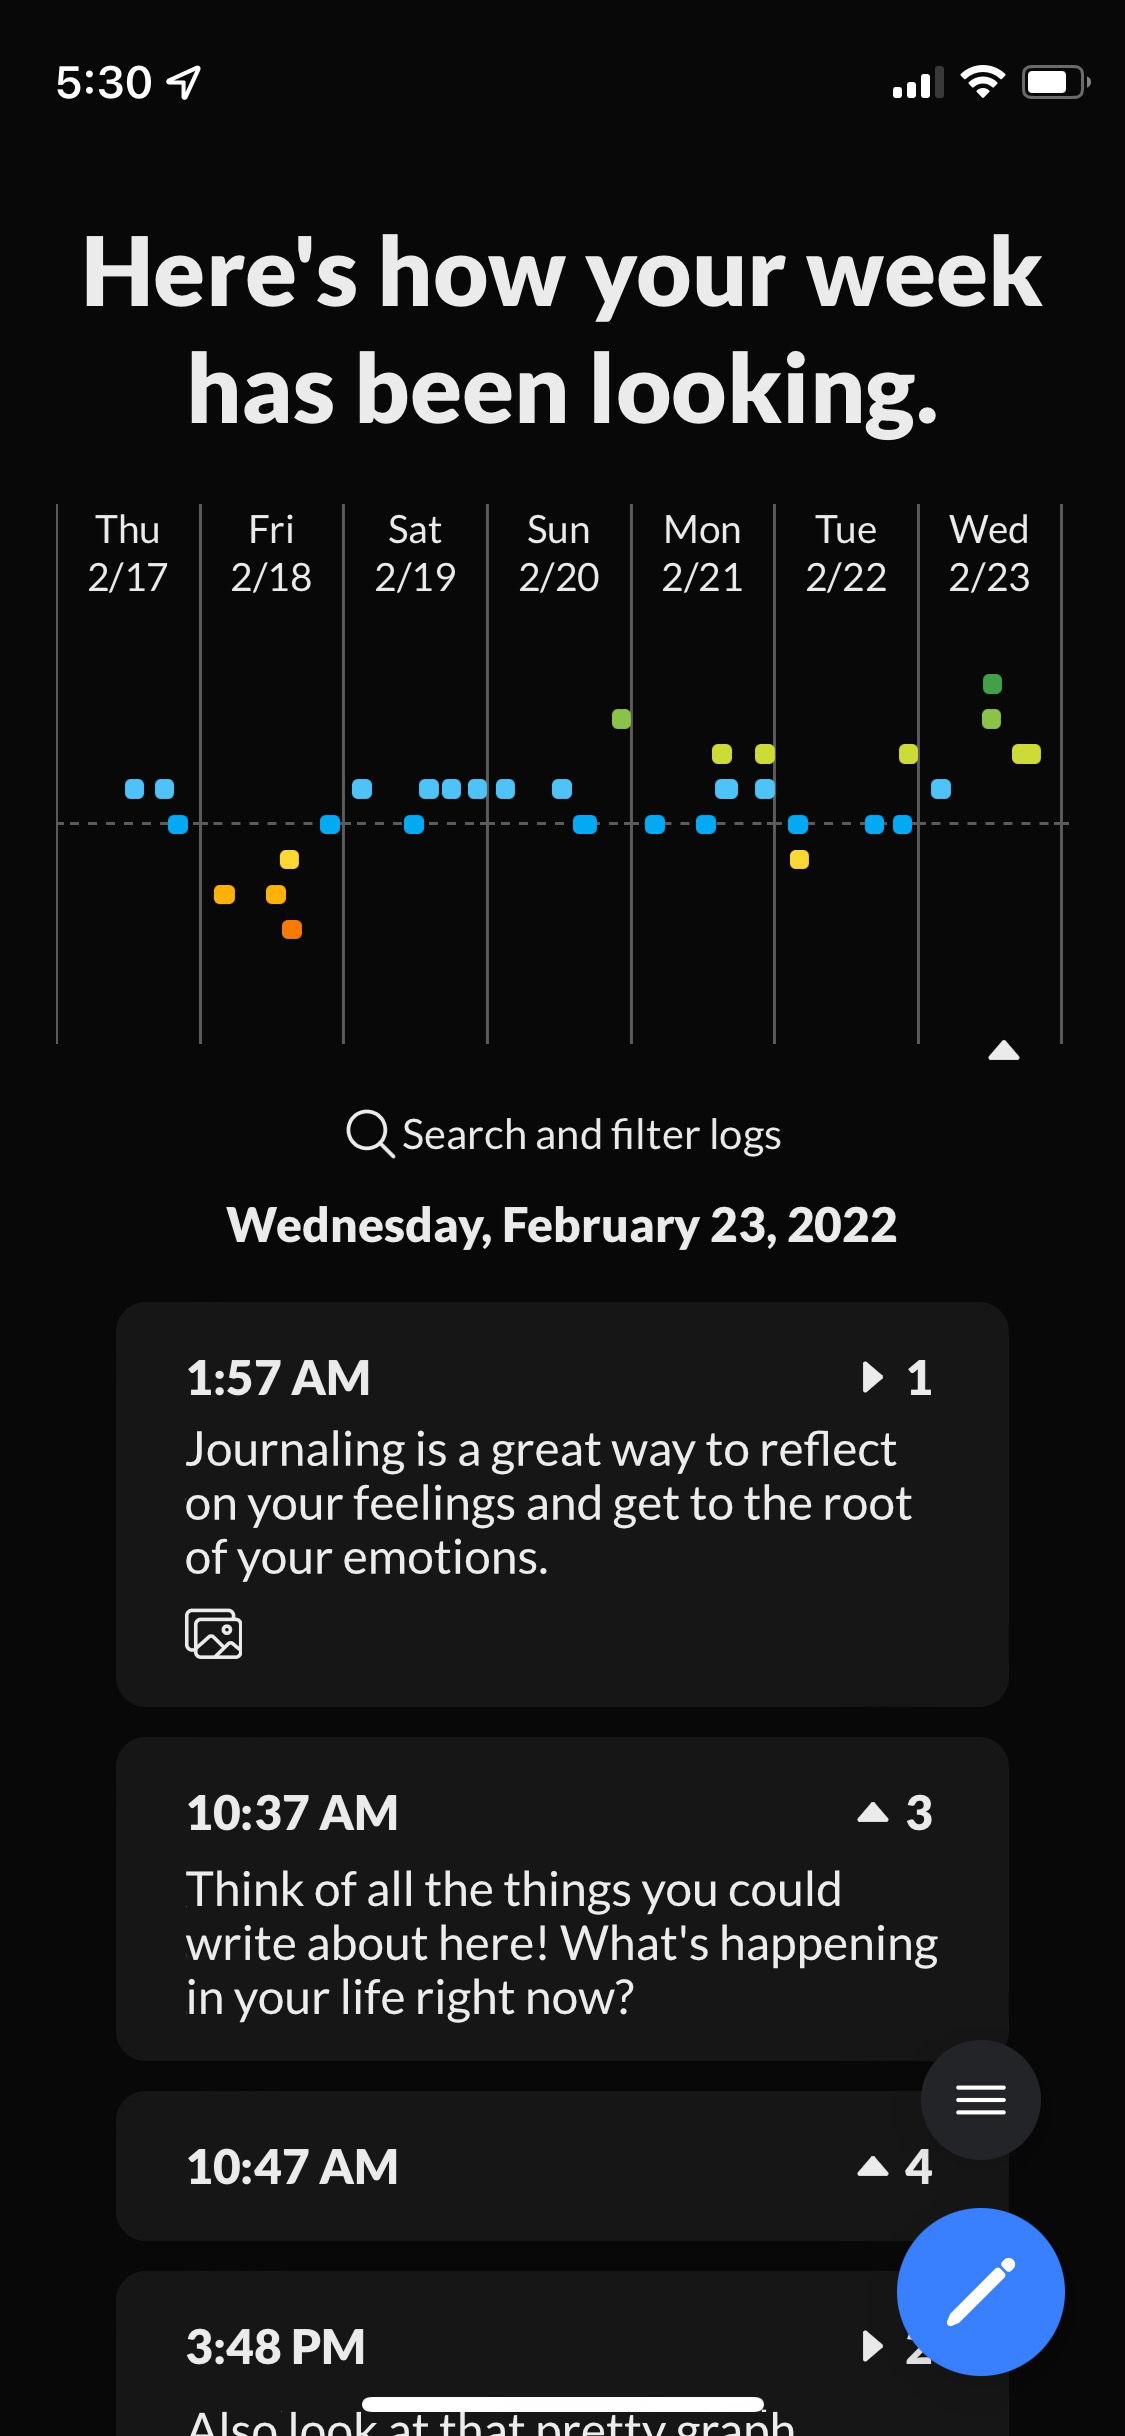 5:30
Here's how your week
has been looking.
Thu Fri Sat Sun Mon Tue Wed
2/17 2/18 2/19 2/20 2/21 2/22 2/23
Search and filter logs
Wednesday, February 23, 2022
1:57 AM 1
Journaling is a great way to reflect
on your feelings and get to the root
of your emotions.
10:37 AM 3
Think of all the things you could
write about here! What's happening
in your life right now?
10:47 AM 4
3:48 PM 2
Also look at that pretty graph